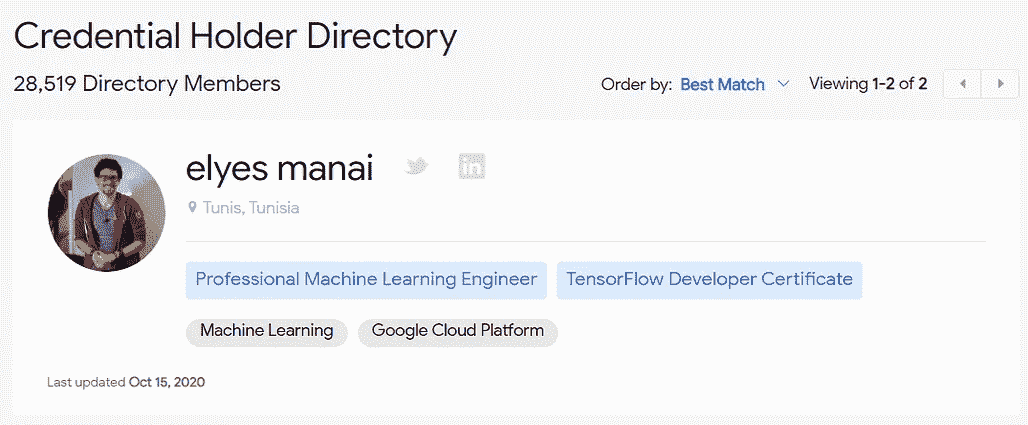 Credential Holder Directory
28,519 Directory Members
Order by: Best Match Viewing 1-2 of 2
elyes manai in
Tunis, Tunisia
Professional Machine Learning Engineer TensorFlow Developer Certificate
Machine Learning Google Cloud Platform
Last updated Oct 15, 2020